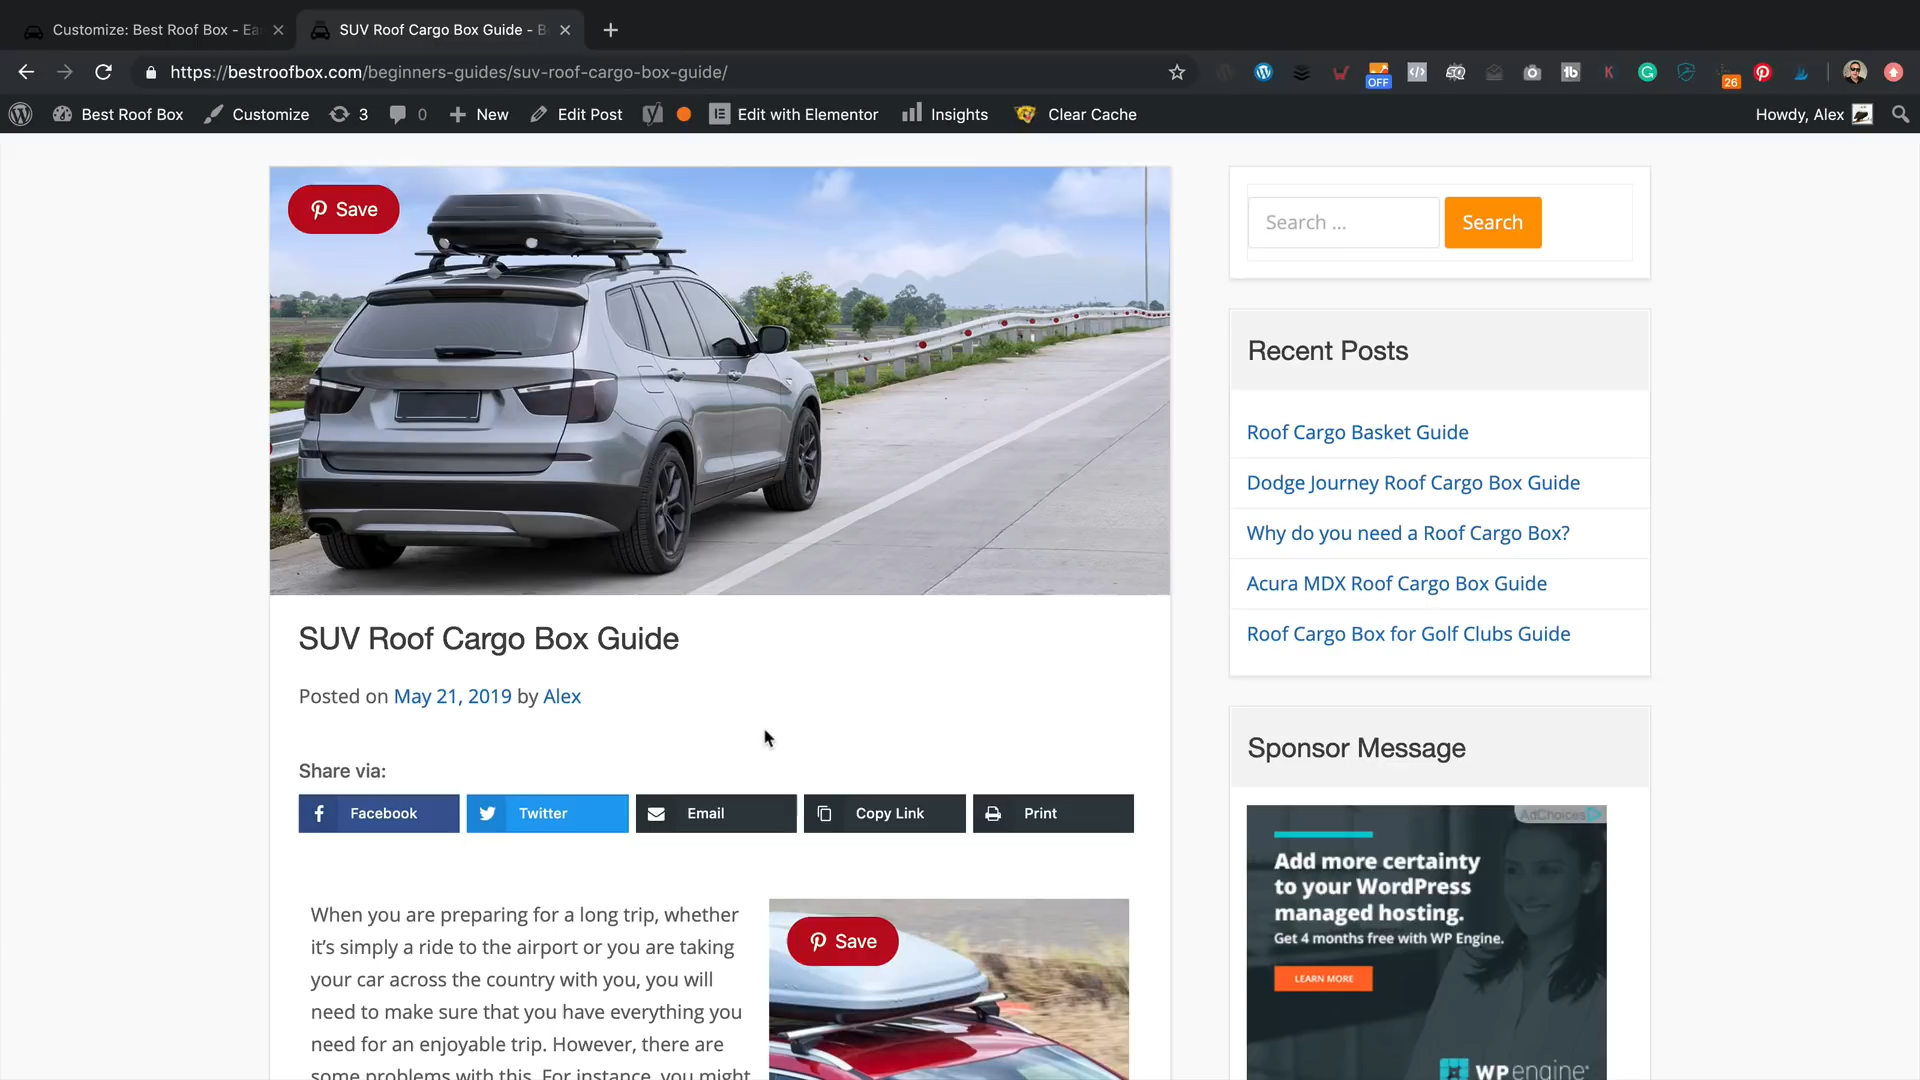 Customize: Best Roof Box - Ea
SUV Roof Cargo Box Guide - B
https://bestroofbox.com/beginners-guides/suv-roof-cargo-box-guide/
OFF
26
Best Roof Box
Customize
3
0
New
Edit Post
Edit with Elementor
Insights
Clear Cache
Howdy, Alex
Save
SUV Roof Cargo Box Guide
Posted on May 21, 2019 by Alex
Share via:
Facebook
Twitter
Email
Copy Link
Print
When you are preparing for a long trip, whether
it's simply a ride to the airport or you are taking
your car across the country with you, you will
need to make sure that you have everything you
need for an enjoyable trip. However, there are
some problems with this. For instance, you might
Save
Search ...
Search
Recent Posts
Roof Cargo Basket Guide
Dodge Journey Roof Cargo Box Guide
Why do you need a Roof Cargo Box?
Acura MDX Roof Cargo Box Guide
Roof Cargo Box for Golf Clubs Guide
Sponsor Message
AdChoices
Add more certainty
to your WordPress
managed hosting.
Get 4 months free with WP Engine.
LEARN MORE
WP engine